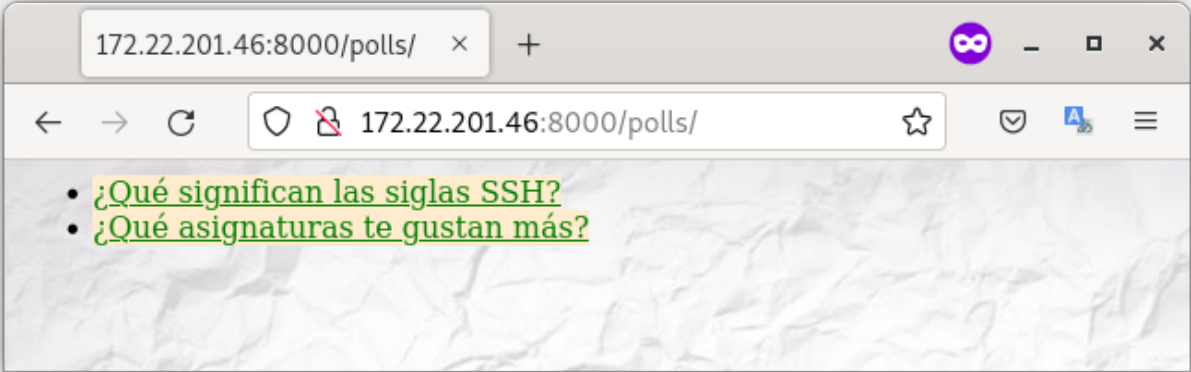 172.22.201.46:8000/polls/
172.22.201.46:8000/polls/
¿Qué significan las siglas SSH?
¿Qué asignaturas te gustan más?